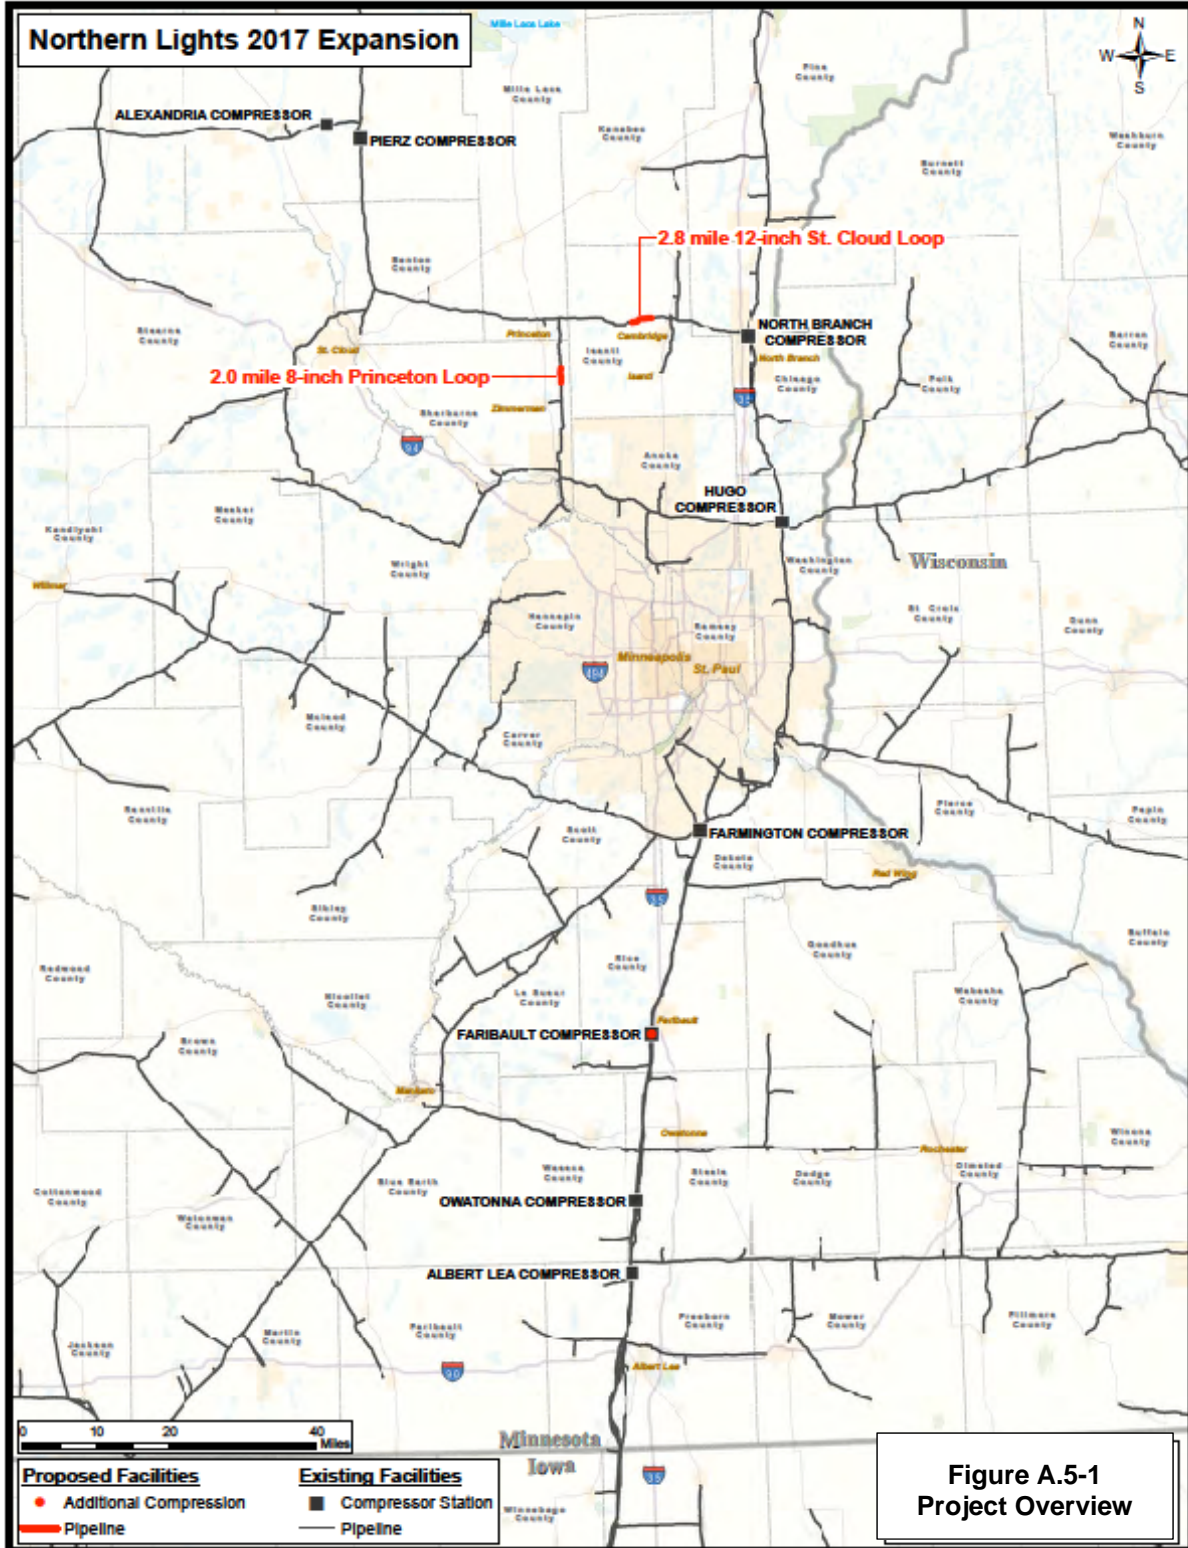 Northern Lights 2017 Expansion
Mille Lacs Lake
N
W E
S
Pine
County
Mille Lacs
County
ALEXANDRIA COMPRESSOR
PIERZ COMPRESSOR
Kanabec
County
Washburn
County
Burnett
County
2.8 mile 12-inch St. Cloud Loop
Benton
County
Stearns
County
St. Cloud
Princeton
Cambridge
Isanti
County
Isanti
NORTH BRANCH
COMPRESSOR
North Branch
Chisago
County
Barron
County
Polk
County
2.0 mile 8-inch Princeton Loop
Zimmerman
Sherburne
County
35
94
Anoka
County
HUGO
COMPRESSOR
Meeker
County
Kandiyohi
County
Willmar
Wright
County
Washington
County
Wisconsin
St. Croix
County
Dunn
County
Hennepin
County
Ramsey
County
Minneapolis
St. Paul
494
Mcleod
County
Carver
County
Renville
County
Scott
County
FARMINGTON COMPRESSOR
Dakota
County
Pierce
County
Pepin
County
Red Wing
35
Sibley
County
Goodhue
County
Buffalo
County
Redwood
County
Nicollet
County
Le Sueur
County
Rice
County
Wabasha
County
Faribault
FARIBAULT COMPRESSOR
Brown
County
Mankato
Owatonna
Rochester
Winona
County
Cottonwood
County
Watonwan
County
Blue Earth
County
Waseca
County
Steele
County
Dodge
County
Olmsted
County
OWATONNA COMPRESSOR
ALBERT LEA COMPRESSOR
Jackson
County
Martin
County
Faribault
County
Freeborn
County
Mower
County
Fillmore
County
90
Albert Lea
0 10 20 40
Miles
Minnesota
Iowa
35
Winnebago
County
Proposed Facilities
Additional Compression
Pipeline
Existing Facilities
Compressor Station
Pipeline
Figure A.5-1
Project Overview